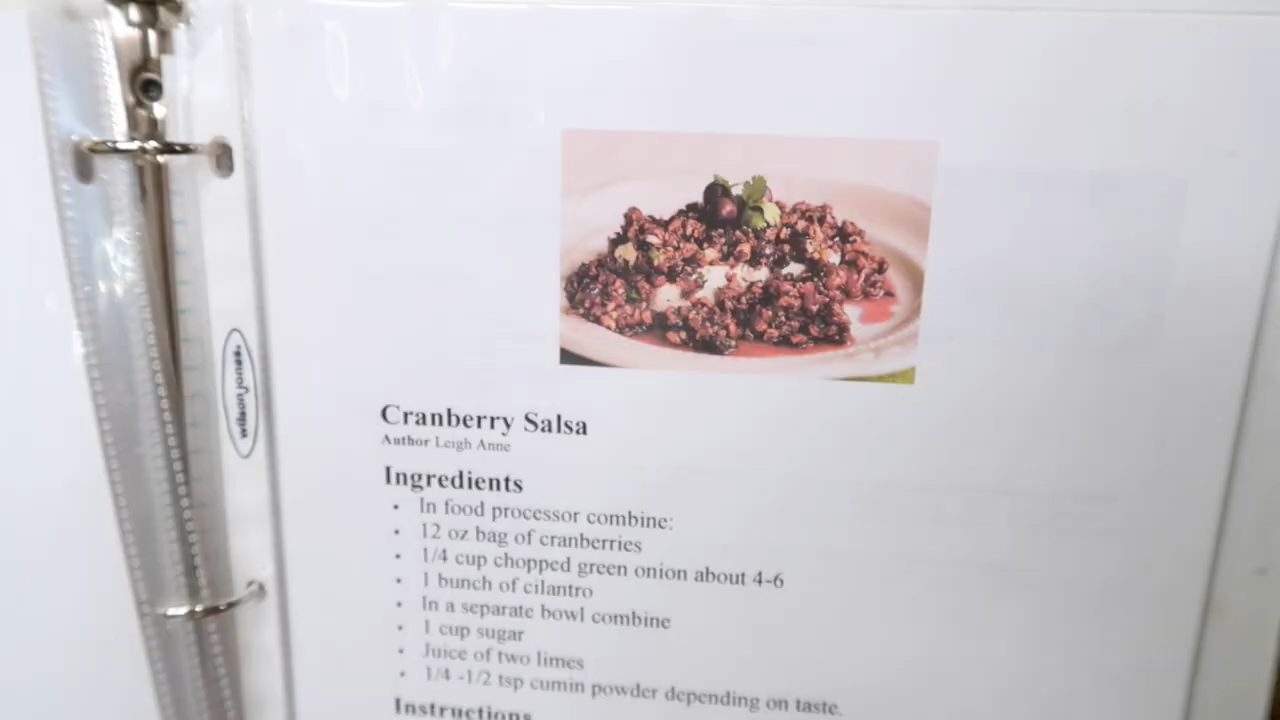 wilson jones
Cranberry Salsa
Author Leigh Anne
Ingredients
• In food processor combine:
• 12 oz bag of cranberries
• 1/4 cup chopped green onion about 4-6
• 1 bunch of cilantro
• In a separate bowl combine
• 1 cup sugar
• Juice of two limes
• 1/4 -1/2 tsp cumin powder depending on taste.
Instructions